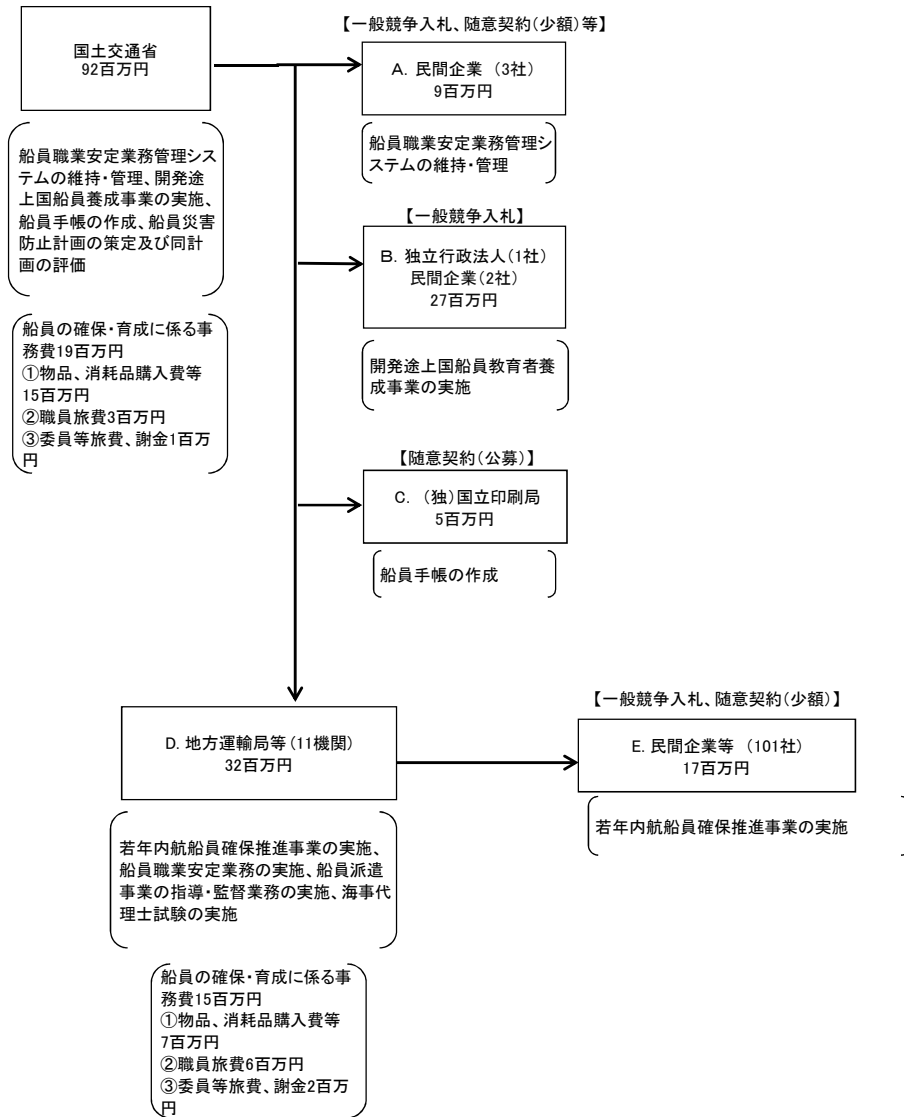 国土交通省
92百万円
船員職業安定業務管理シス
テムの維持・管理、開発途
上国船員養成事業の実施、
船員手帳の作成、船員災害
防止計画の策定及び同計
画の評価
船員の確保・育成に係る事
務費19百万円
①物品、消耗品購入費等
15百万円
②職員旅費3百万円
③委員等旅費、謝金1百万
円
【一般競争入札、随意契約(少額)等】
A. 民間企業 (3社)
9百万円
船員職業安定業務管理シ
ステムの維持・管理
【一般競争入札】
B. 独立行政法人(1社)
民間企業(2社)
27百万円
開発途上国船員教育者養
成事業の実施
【随意契約(公募)】
C. (独)国立印刷局
5百万円
船員手帳の作成
D. 地方運輸局等(11機関)
32百万円
若年内航船員確保推進事業の実施、
船員職業安定業務の実施、船員派遣
事業の指導・監督業務の実施、海事代
理士試験の実施
船員の確保・育成に係る事
務費15百万円
①物品、消耗品購入費等
7百万円
②職員旅費6百万円
③委員等旅費、謝金2百万
円
【一般競争入札、随意契約(少額)】
E. 民間企業等 (101社)
17百万円
若年内航船員確保推進事業の実施